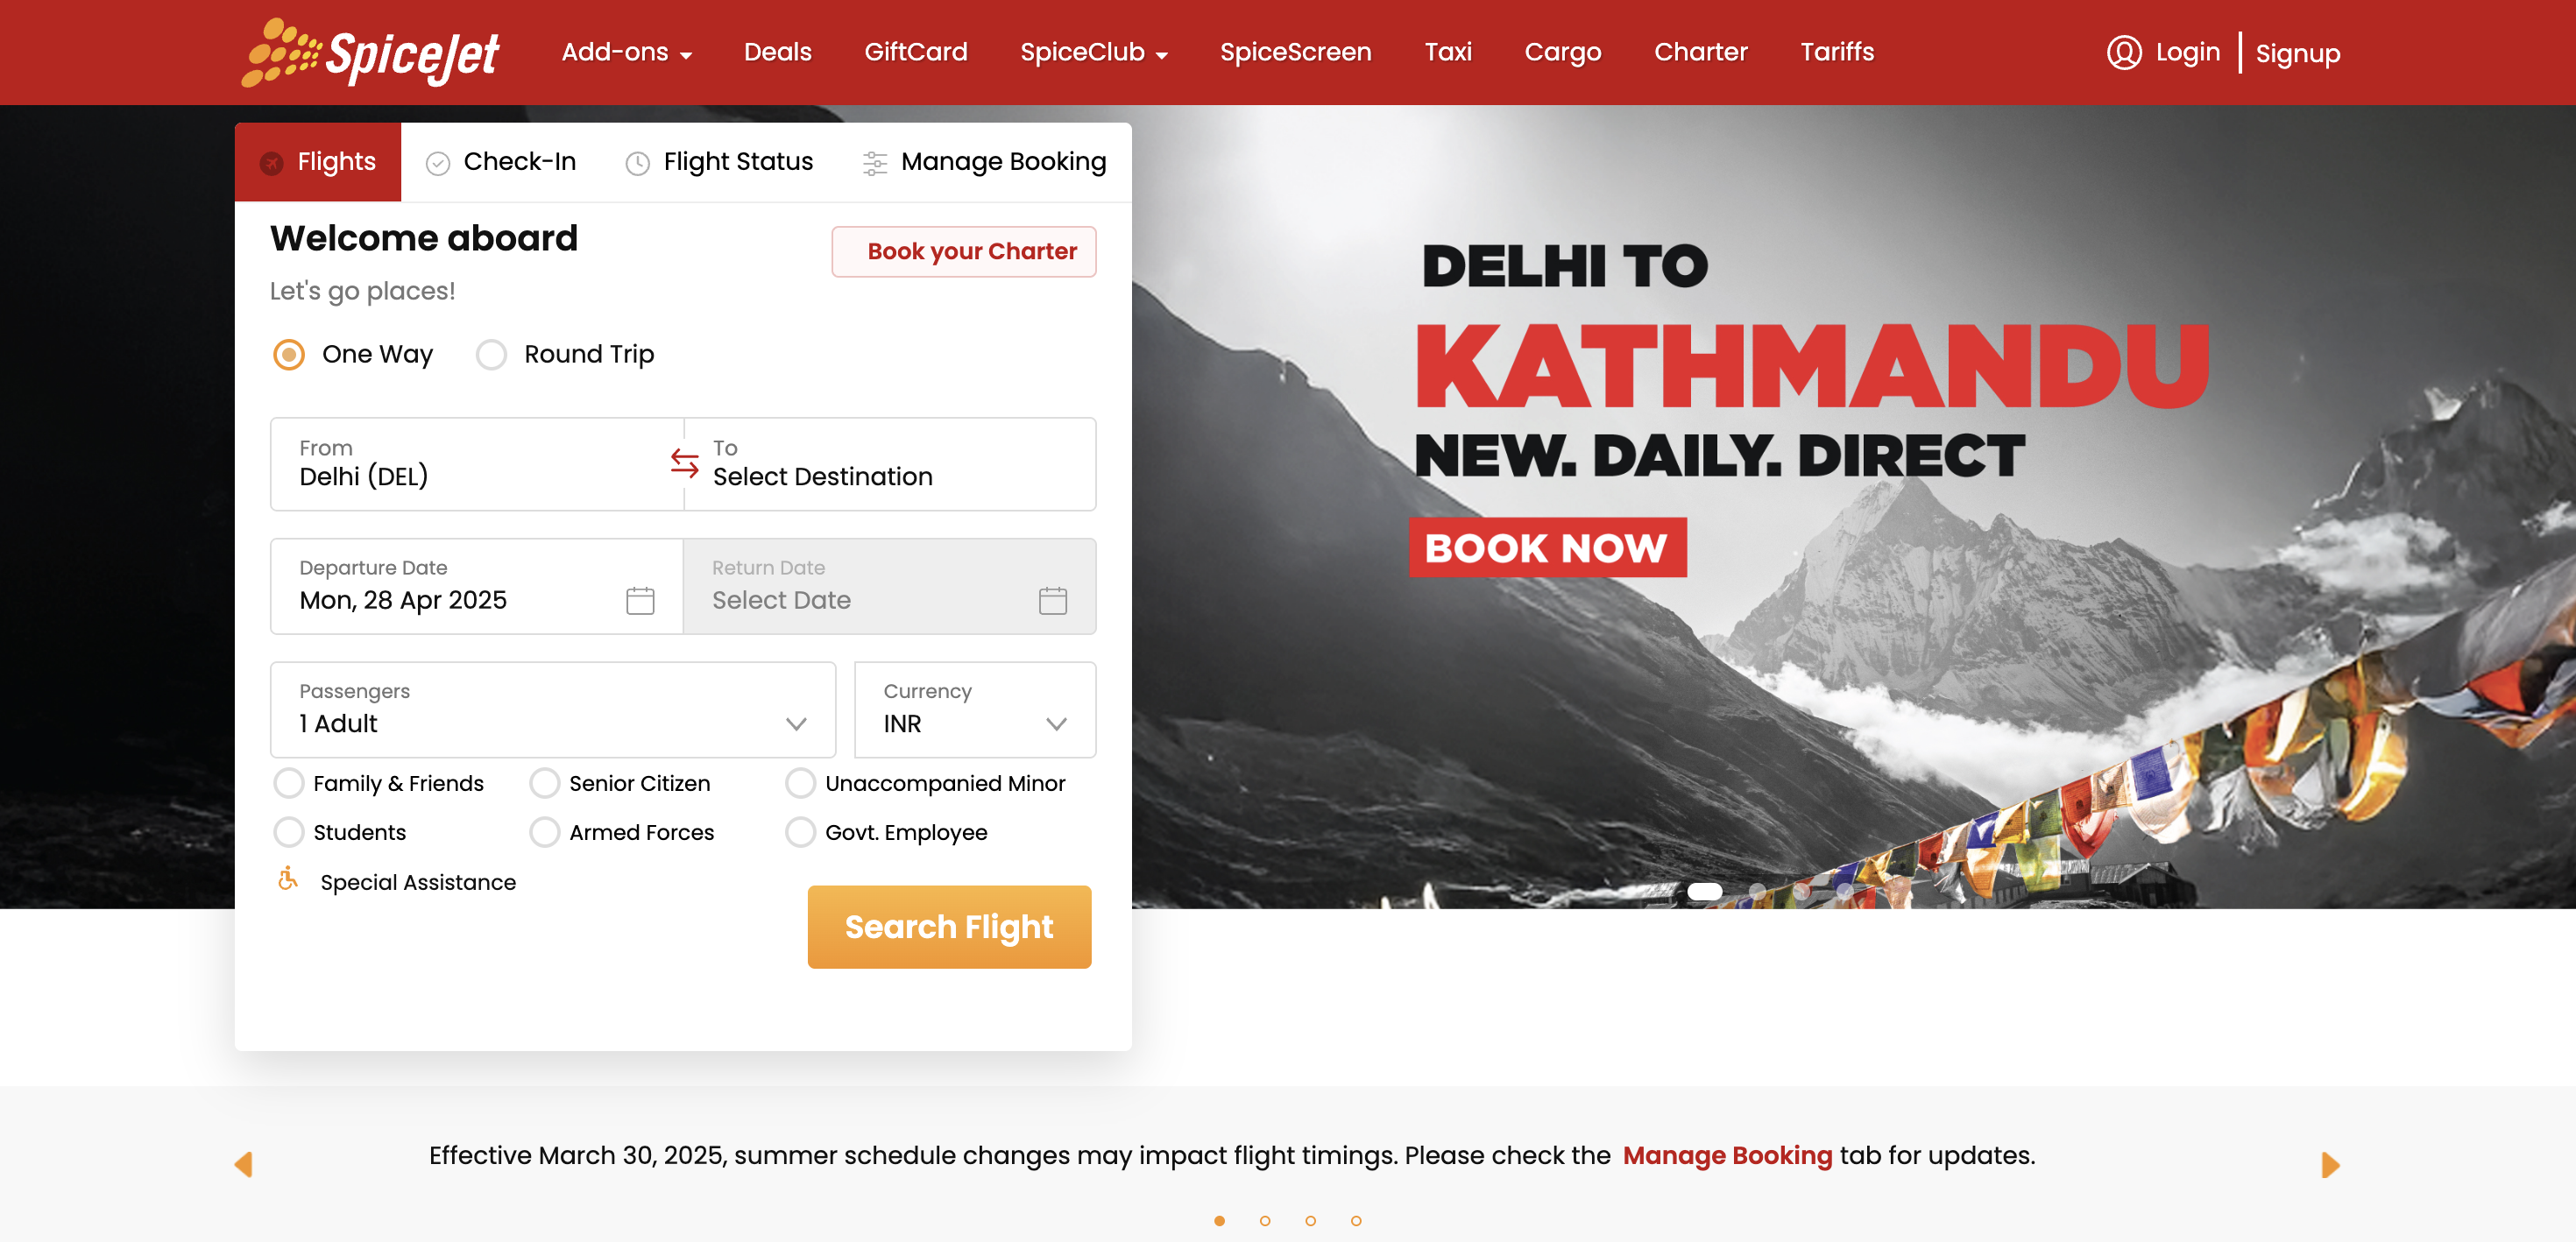 SpiceJet Add-ons Deals GiftCard SpiceClub SpiceScreen Taxi Cargo Charter Tariffs Login Signup
Flights Check-In Flight Status Manage Booking
Welcome aboard
Book your Charter
Let's go places!
One Way Round Trip
From
Delhi (DEL)
To
Select Destination
Departure Date
Mon, 28 Apr 2025
Return Date
Select Date
Passengers
1 Adult
Currency
INR
Family & Friends Senior Citizen Unaccompanied Minor
Students Armed Forces Govt. Employee
Special Assistance
Search Flight
DELHI TO
KATHMANDU
NEW. DAILY. DIRECT
BOOK NOW
Effective March 30, 2025, summer schedule changes may impact flight timings. Please check the Manage Booking tab for updates.